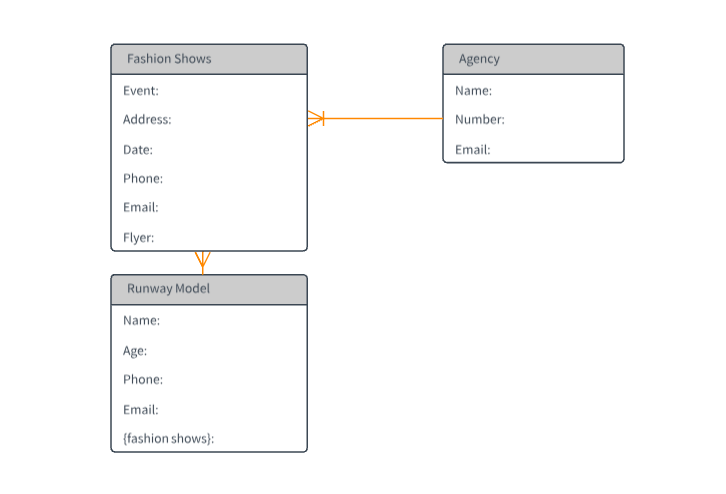 Fashion Shows
Event:
Address:
Date:
Phone:
Email:
Flyer:
Agency
Name:
Number:
Email:
Runway Model
Name:
Age:
Phone:
Email:
{fashion shows}: